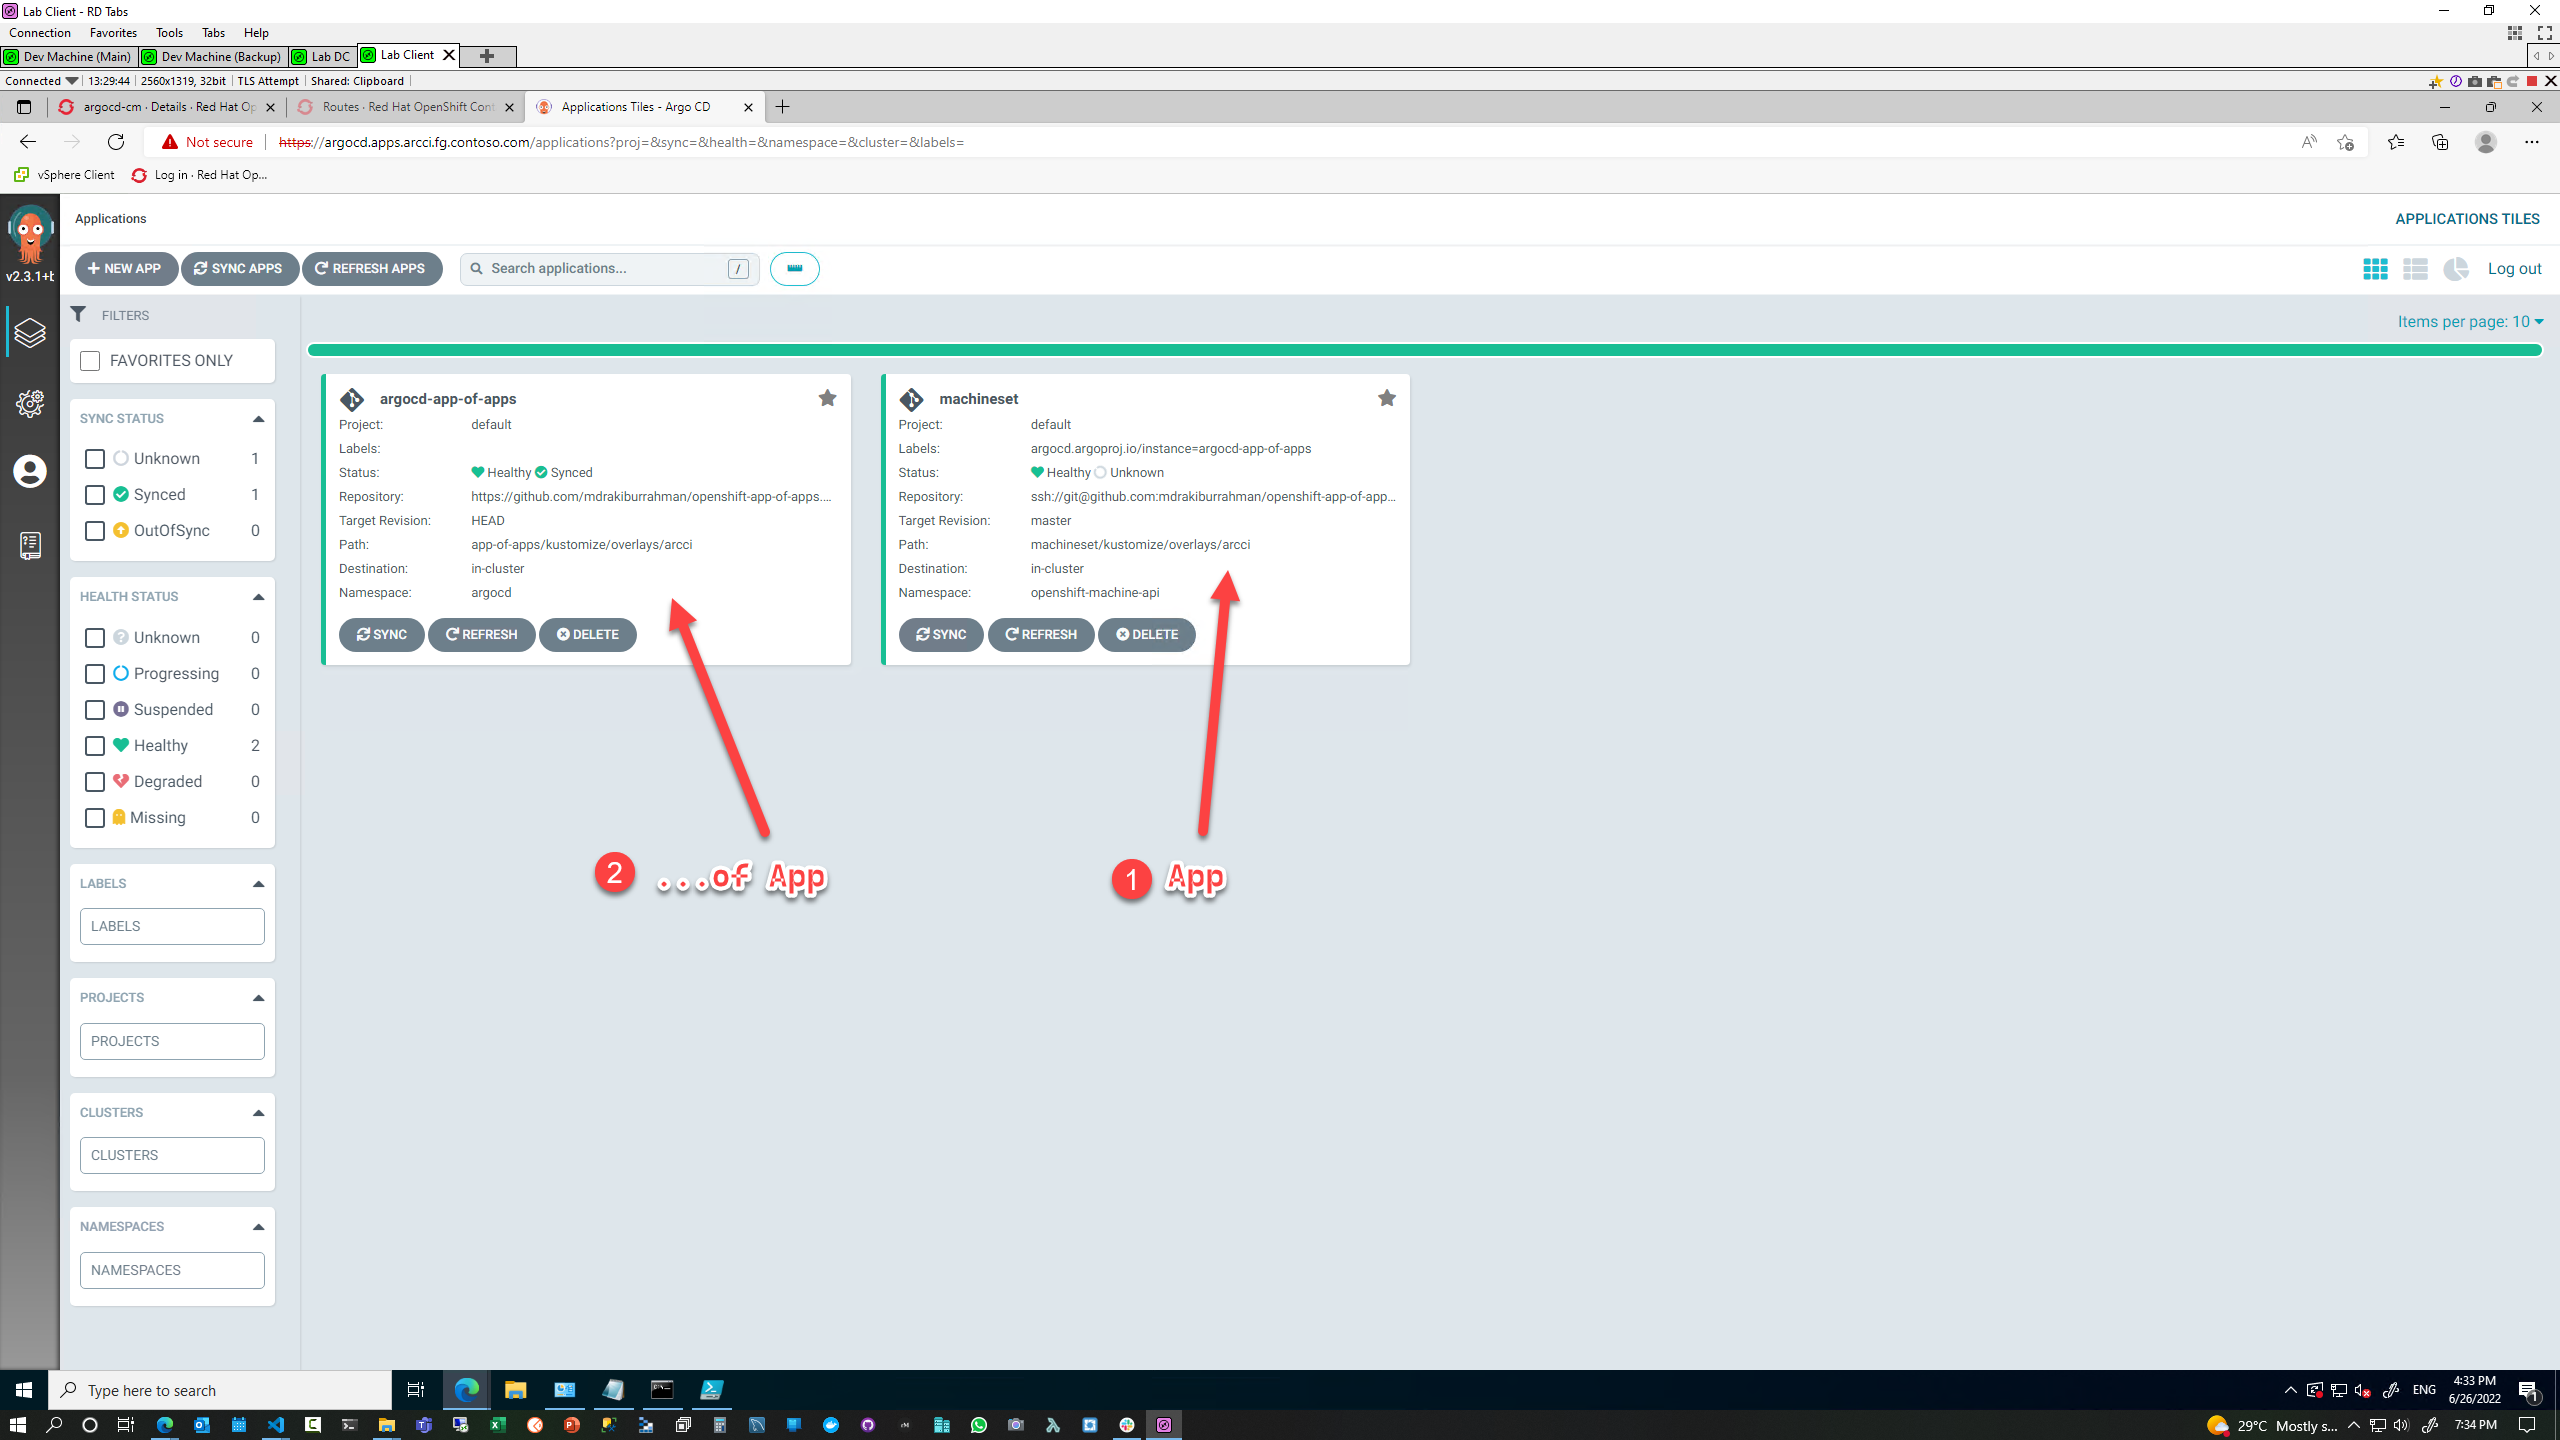 Lab Client - RD Tabs
Connection Favorites Tools Tabs Help
Dev Machine (Main) Dev Machine (Backup) Lab DC Lab Client
Connected 13:29:44 2560x1319, 32bit TLS Attempt Shared: Clipboard
argocd-cm · Details · Red Hat Op Routes · Red Hat OpenShift Cont Applications Tiles - Argo CD
Not secure https://argocd.apps.arcci.fg.contoso.com/applications?proj=&sync=&health=&namespace=&cluster=&labels=
vSphere Client Log in · Red Hat Op...
Applications APPLICATIONS TILES
v2.3.1+b
NEW APP SYNC APPS REFRESH APPS Search applications... / Log out
FILTERS
Items per page: 10
FAVORITES ONLY
SYNC STATUS
Unknown 1
Synced 1
OutOfSync 0
HEALTH STATUS
Unknown 0
Progressing 0
Suspended 0
Healthy 2
Degraded 0
Missing 0
LABELS
LABELS
PROJECTS
PROJECTS
CLUSTERS
CLUSTERS
NAMESPACES
NAMESPACES
argocd-app-of-apps
Project: default
Labels:
Status: Healthy Synced
Repository: https://github.com/mdrakiburrahman/openshift-app-of-apps....
Target Revision: HEAD
Path: app-of-apps/kustomize/overlays/arcci
Destination: in-cluster
Namespace: argocd
SYNC REFRESH DELETE
machineset
Project: default
Labels: argocd.argoproj.io/instance=argocd-app-of-apps
Status: Healthy Unknown
Repository: ssh://git@github.com:mdrakiburrahman/openshift-app-of-app...
Target Revision: master
Path: machineset/kustomize/overlays/arcci
Destination: in-cluster
Namespace: openshift-machine-api
SYNC REFRESH DELETE
2 ...of App
1 App
Type here to search
ENG 4:33 PM
6/26/2022
1
29°C Mostly s... 7:34 PM